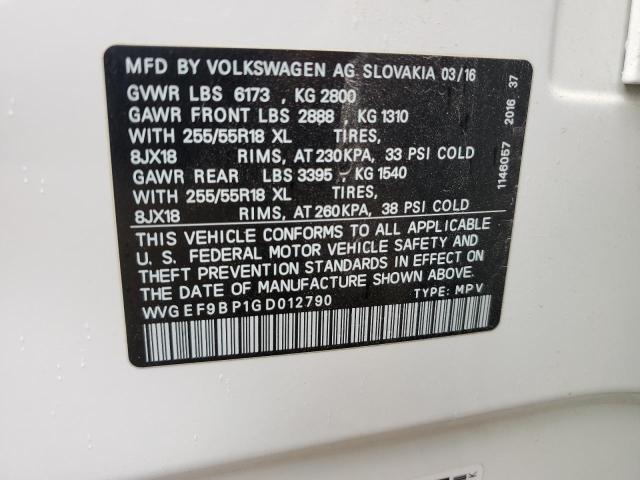 MFD BY VOLKSWAGEN AG SLOVAKIA 03/16
GVWR LBS 6173 , KG 2800
GAWR FRONT LBS 2888 , KG 1310
WITH 255/55R18 XL TIRES,
8JX18 RIMS, AT 230KPA, 33 PSI COLD
GAWR REAR LBS 3395 , KG 1540
WITH 255/55R18 XL TIRES,
8JX18 RIMS, AT 260KPA, 38 PSI COLD
THIS VEHICLE CONFORMS TO ALL APPLICABLE
U. S. FEDERAL MOTOR VEHICLE SAFETY AND
THEFT PREVENTION STANDARDS IN EFFECT ON
THE DATE OF MANUFACTURE SHOWN ABOVE.
WVGEF9BP1GD012790 TYPE: MPV
1146057 2016 37